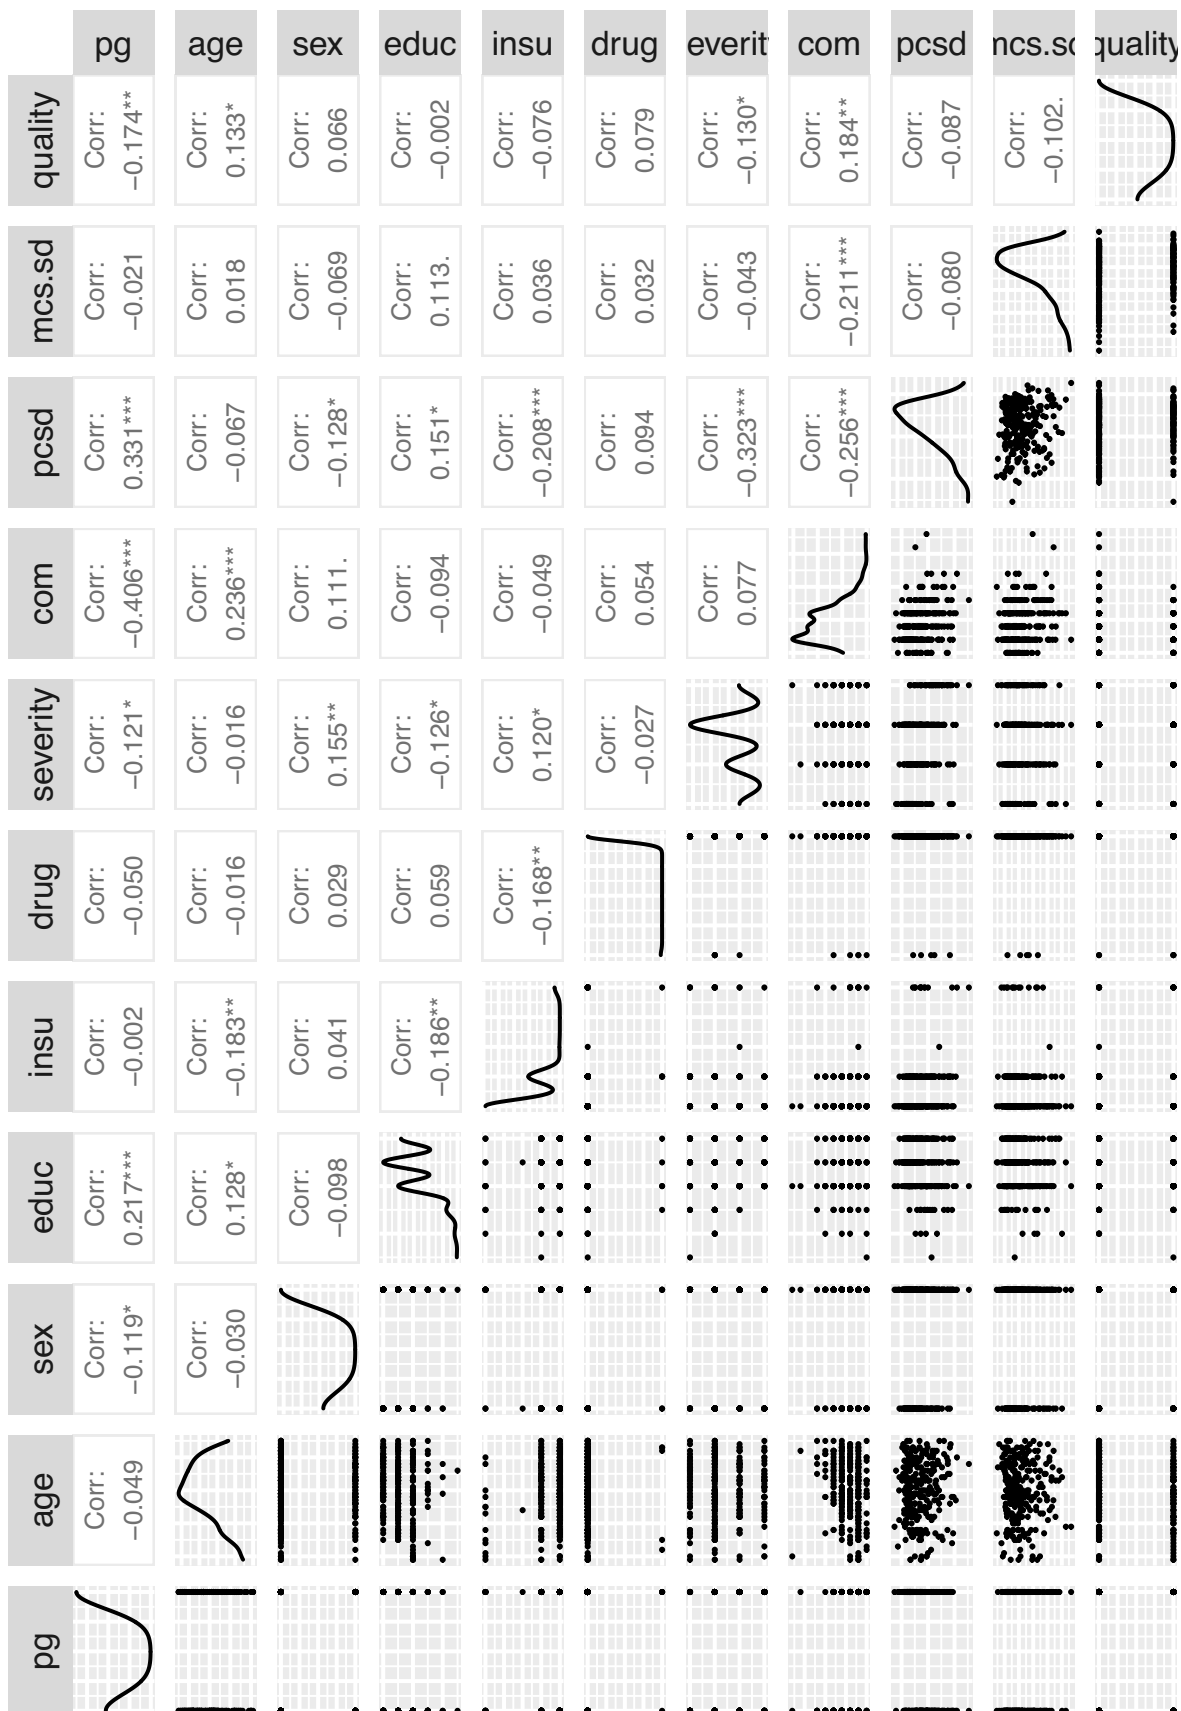 pg age sex educ insu drug everit com pcsd mcs.sd quality
quality
Corr: −0.174**
Corr: 0.133*
Corr: 0.066
Corr: −0.002
Corr: −0.076
Corr: 0.079
Corr: −0.130*
Corr: 0.184**
Corr: −0.087
Corr: −0.102.
mcs.sd
Corr: −0.021
Corr: 0.018
Corr: −0.069
Corr: 0.113.
Corr: 0.036
Corr: 0.032
Corr: −0.043
Corr: −0.211***
Corr: −0.080
pcsd
Corr: 0.331***
Corr: −0.067
Corr: −0.128*
Corr: 0.151*
Corr: −0.208***
Corr: 0.094
Corr: −0.323***
Corr: −0.256***
com
Corr: −0.406***
Corr: 0.236***
Corr: 0.111.
Corr: −0.094
Corr: −0.049
Corr: 0.054
Corr: 0.077
severity
Corr: −0.121*
Corr: −0.016
Corr: 0.155**
Corr: −0.126*
Corr: 0.120*
Corr: −0.027
drug
Corr: −0.050
Corr: −0.016
Corr: 0.029
Corr: 0.059
Corr: −0.168**
insu
Corr: −0.002
Corr: −0.183**
Corr: 0.041
Corr: −0.186**
educ
Corr: 0.217***
Corr: 0.128*
Corr: −0.098
sex
Corr: −0.119*
Corr: −0.030
age
Corr: −0.049
pg